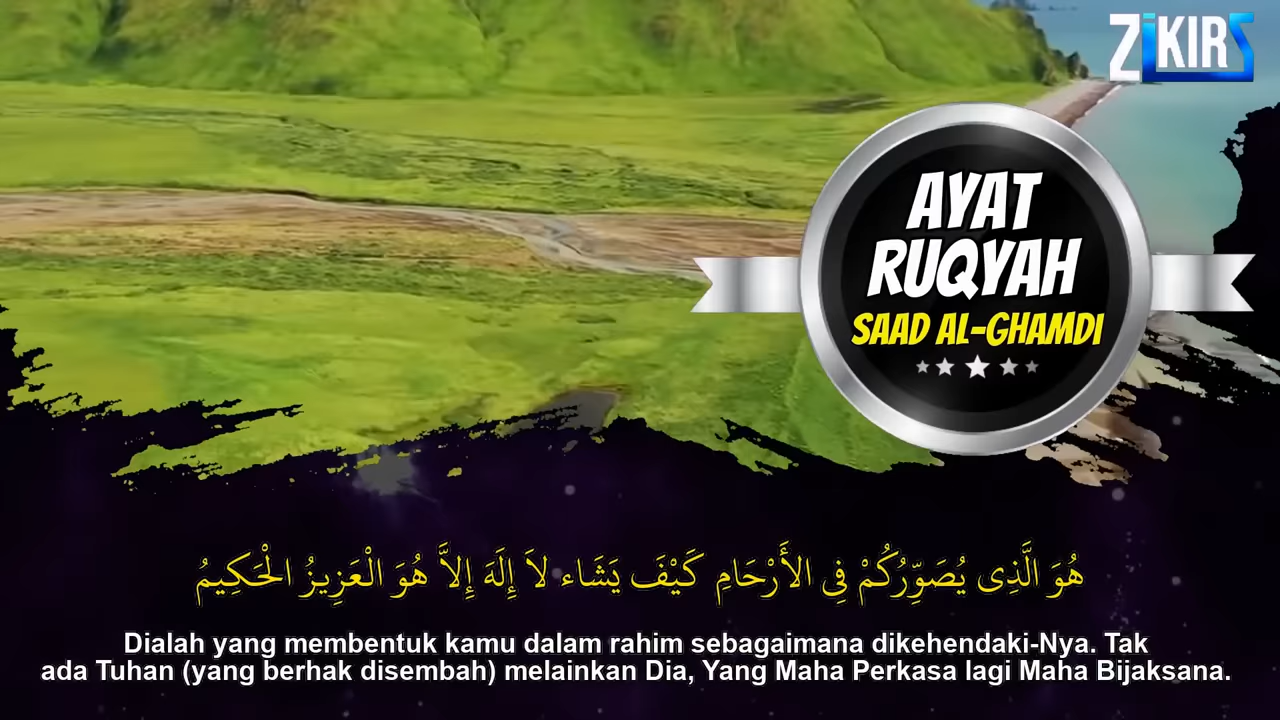 ZiKIRS
AYAT
RUQYAH
SAAD AL-GHAMDI
هُوَ الَّذِى يُصَوِّرُكُمْ فِى الأَرْحَامِ كَيْفَ يَشَاء لاَ إِلَهَ إِلاَّ هُوَ الْعَزِيزُ الْحَكِيمُ
Dialah yang membentuk kamu dalam rahim sebagaimana dikehendaki-Nya. Tak
ada Tuhan (yang berhak disembah) melainkan Dia, Yang Maha Perkasa lagi Maha Bijaksana.